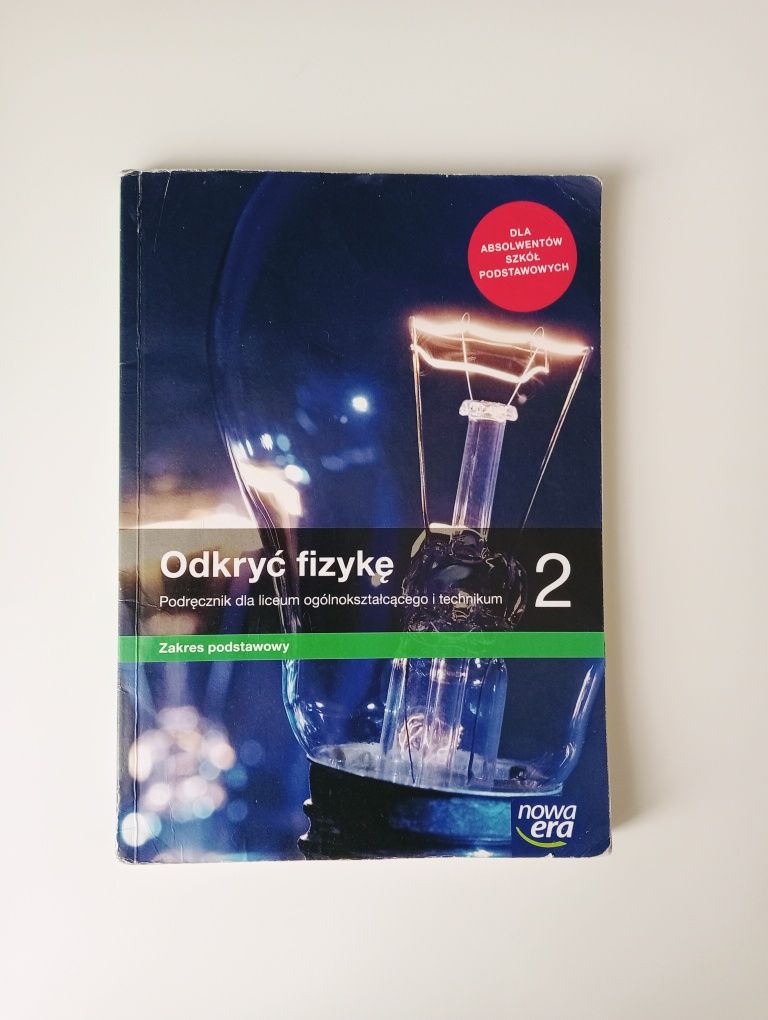 DLA
ABSOLWENTÓW
SZKÓŁ
PODSTAWOWYCH
Odkryć fizykę
2
Podręcznik dla liceum ogólnokształcącego i technikum
Zakres podstawowy
nowa
era